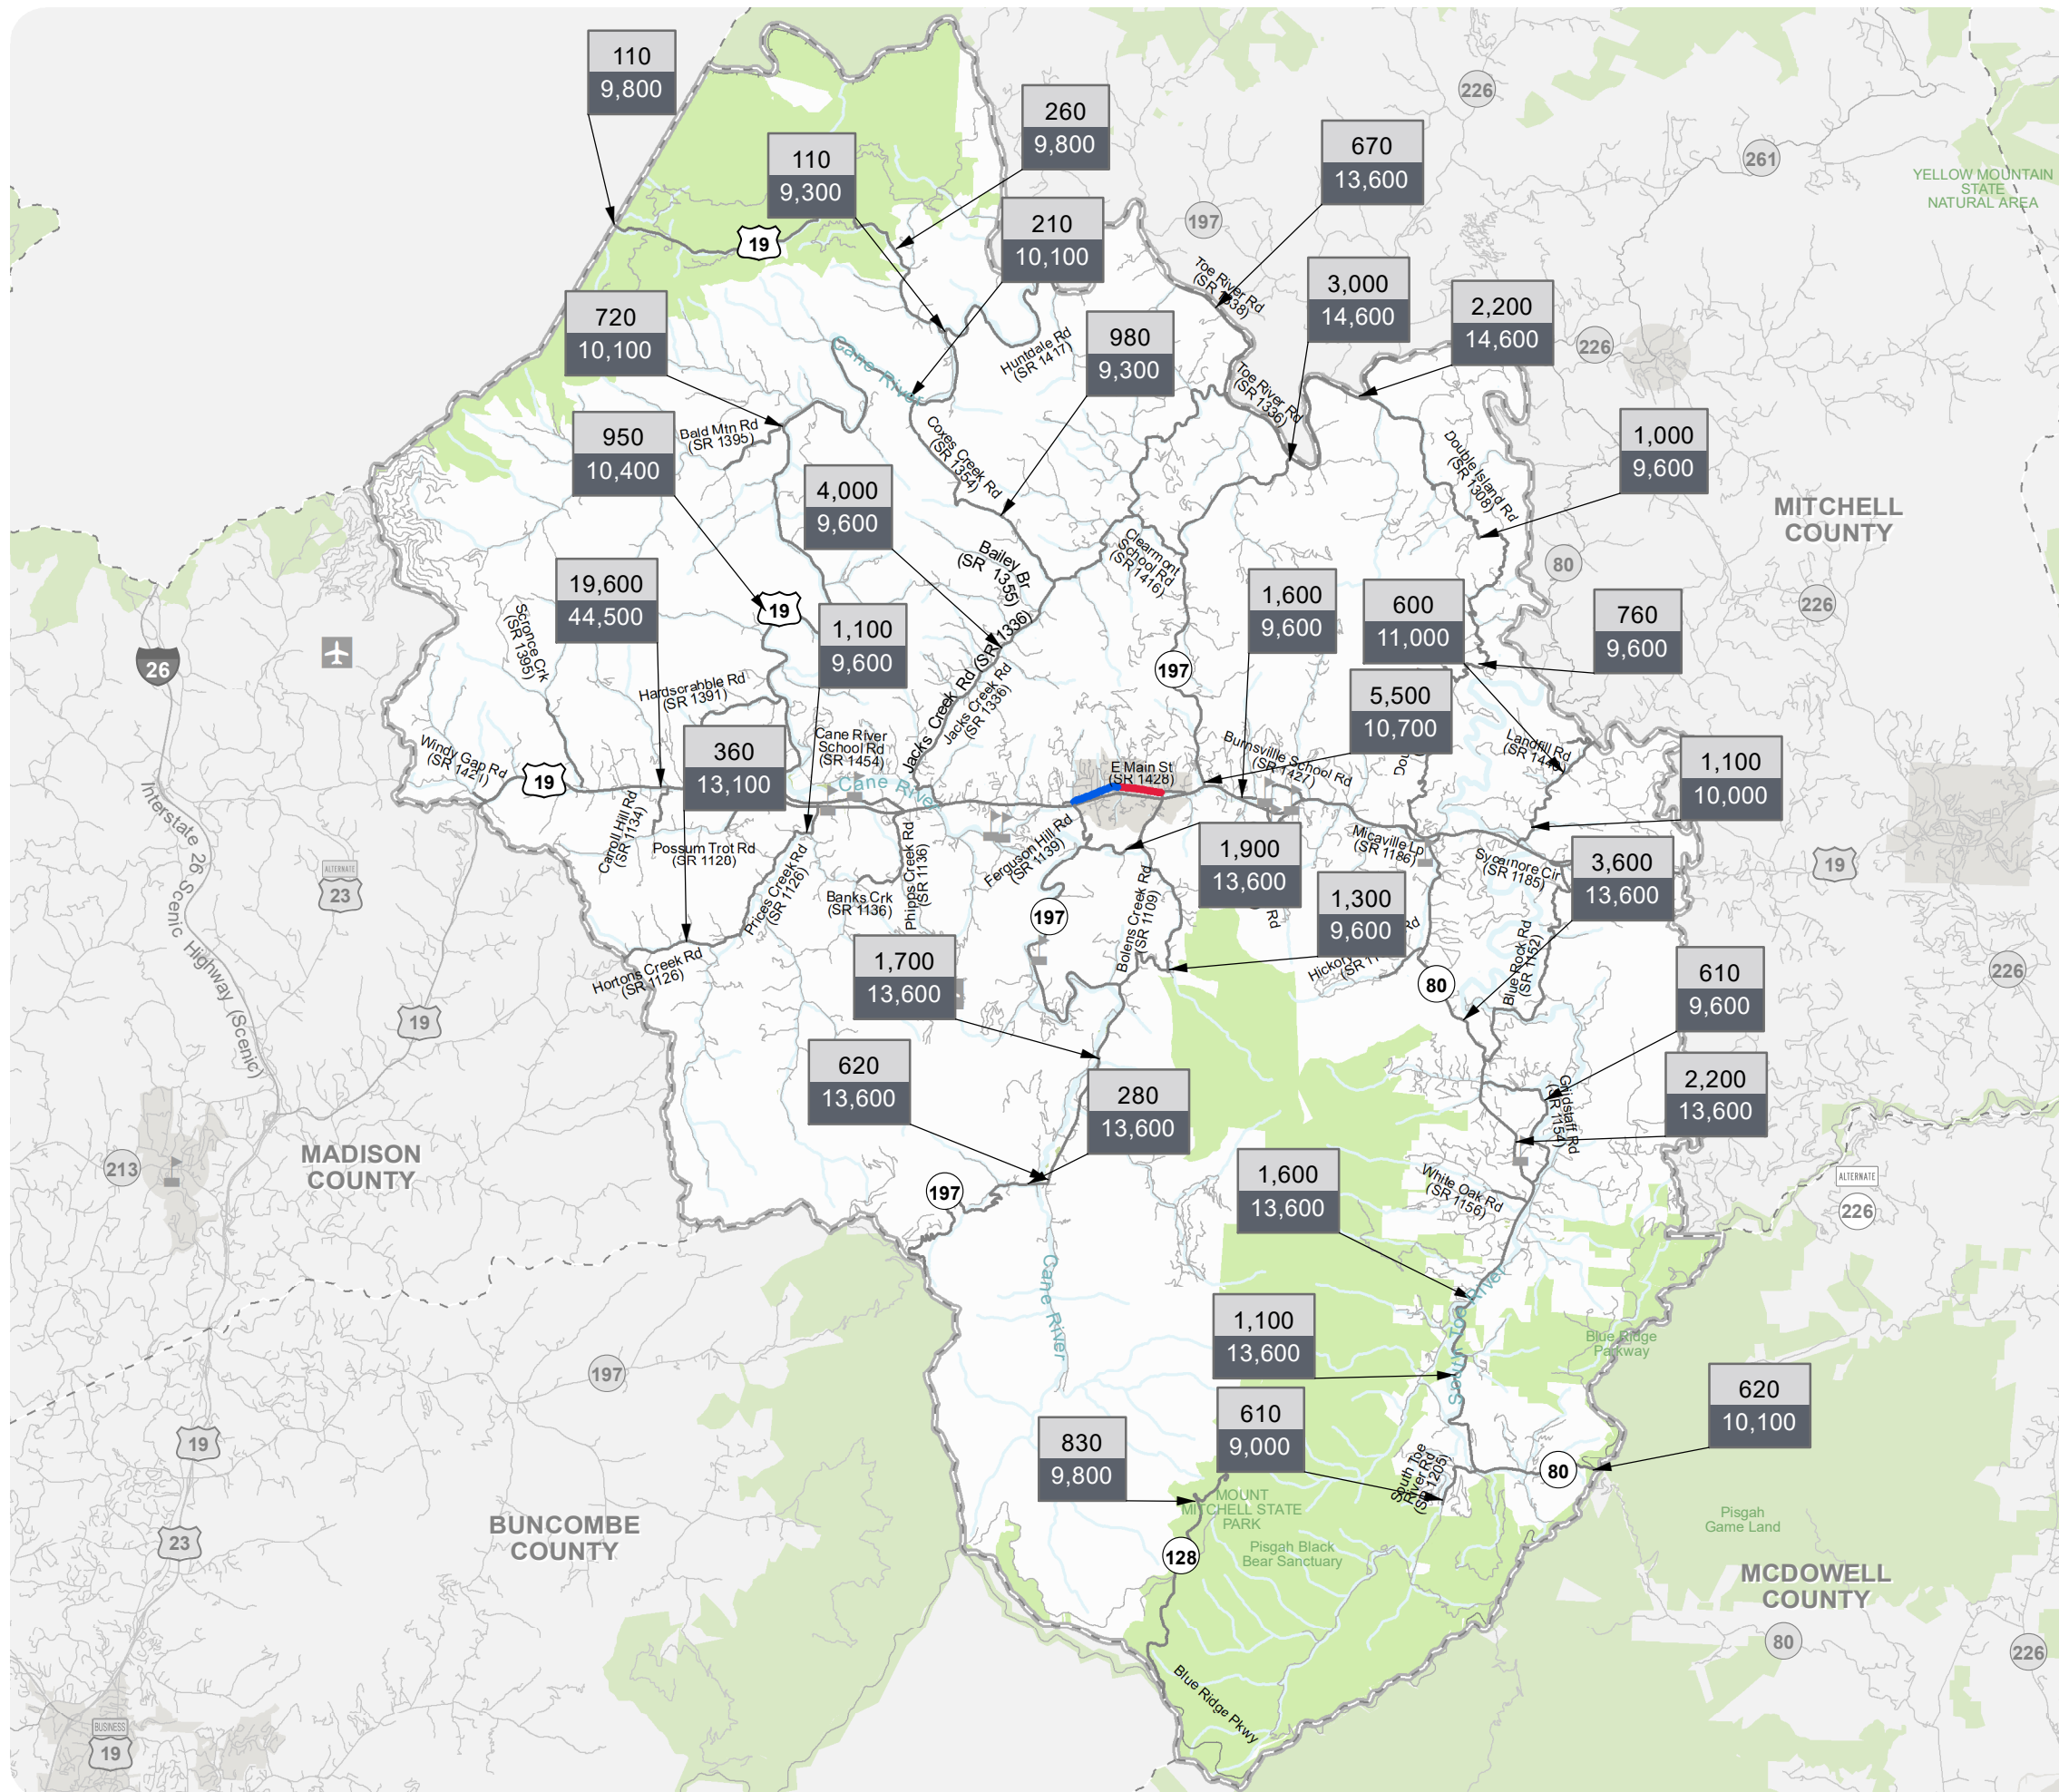 110
9,800
226
260
9,800
261
110
9,300
670
13,600
YELLOW MOUNTAIN
STATE
NATURAL AREA
210
10,100
197
19
Toe River Rd
3,000
14,600
2,200
14,600
720
10,100
Cane River
Huntdale Rd
(SR 1417)
980
9,300
226
Toe River Rd
(SR 1336)
Bald Mtn Rd
(SR 1395)
950
10,400
Coxes Creek Rd
(SR 1354)
Double Island Rd
(SR 1308)
1,000
9,600
4,000
9,600
MITCHELL
COUNTY
Clearmont
School Rd
(SR 1416)
Bailey Br
(SR 1355)
80
19,600
44,500
19
1,100
9,600
1,600
9,600
600
11,000
760
9,600
226
Scronce Crk
(SR 1395)
26
197
Hardscrabble Rd
(SR 1391)
Jacks Creek Rd (SR 1336)
Jacks Creek Rd
(SR 1336)
5,500
10,700
360
13,100
Cane River
School Rd
(SR 1454)
Windy Gap Rd
(SR 1421)
19
Cane River
E Main St
(SR 1428)
Burnsville School Rd
(SR 1427)
Landfill Rd
1,100
10,000
Interstate 26 Scenic Highway (Scenic)
Carroll Hill Rd
(SR 1134)
Possum Trot Rd
(SR 1128)
Prices Creek Rd
(SR 1126)
Banks Crk
(SR 1136)
Phipps Creek Rd
(SR 1136)
Ferguson Hill Rd
(SR 1139)
1,900
13,600
Micaville Lp
(SR 1186)
Sycamore Cir
(SR 1185)
3,600
13,600
19
ALTERNATE
23
197
Bolens Creek Rd
(SR 1109)
Rd
1,300
9,600
Rd
Hickory
Hortons Creek Rd
(SR 1126)
1,700
13,600
80
Blue Rock Rd
(SR 1152)
610
9,600
226
19
620
13,600
280
13,600
Grindstaff Rd
(SR 1154)
2,200
13,600
MADISON
COUNTY
213
197
1,600
13,600
White Oak Rd
(SR 1156)
ALTERNATE
226
Cane River
South Toe River
1,100
13,600
Blue Ridge
Parkway
197
620
10,100
19
830
9,800
610
9,000
South Toe
River Rd
(SR 1205)
80
MOUNT
MITCHELL STATE
PARK
Pisgah
Game Land
BUNCOMBE
COUNTY
23
128
Pisgah Black
Bear Sanctuary
MCDOWELL
COUNTY
80
226
Blue Ridge Pkwy
BUSINESS
19